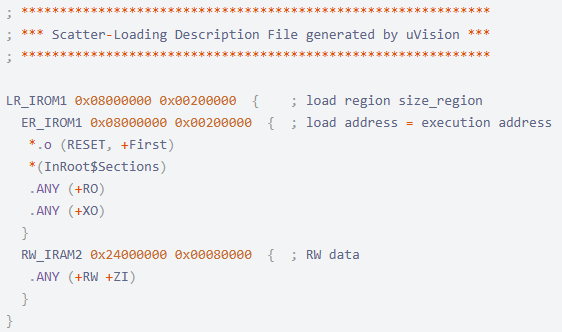 ; *************************************************************
; *** Scatter-Loading Description File generated by uVision ***
; *************************************************************
LR_IROM1 0x08000000 0x00200000 { ; load region size_region
ER_IROM1 0x08000000 0x00200000 { ; load address = execution address
*.o (RESET, +First)
*(InRoot$Sections)
.ANY (+RO)
.ANY (+XO)
}
RW_IRAM2 0x24000000 0x00080000 { ; RW data
.ANY (+RW +ZI)
}
}